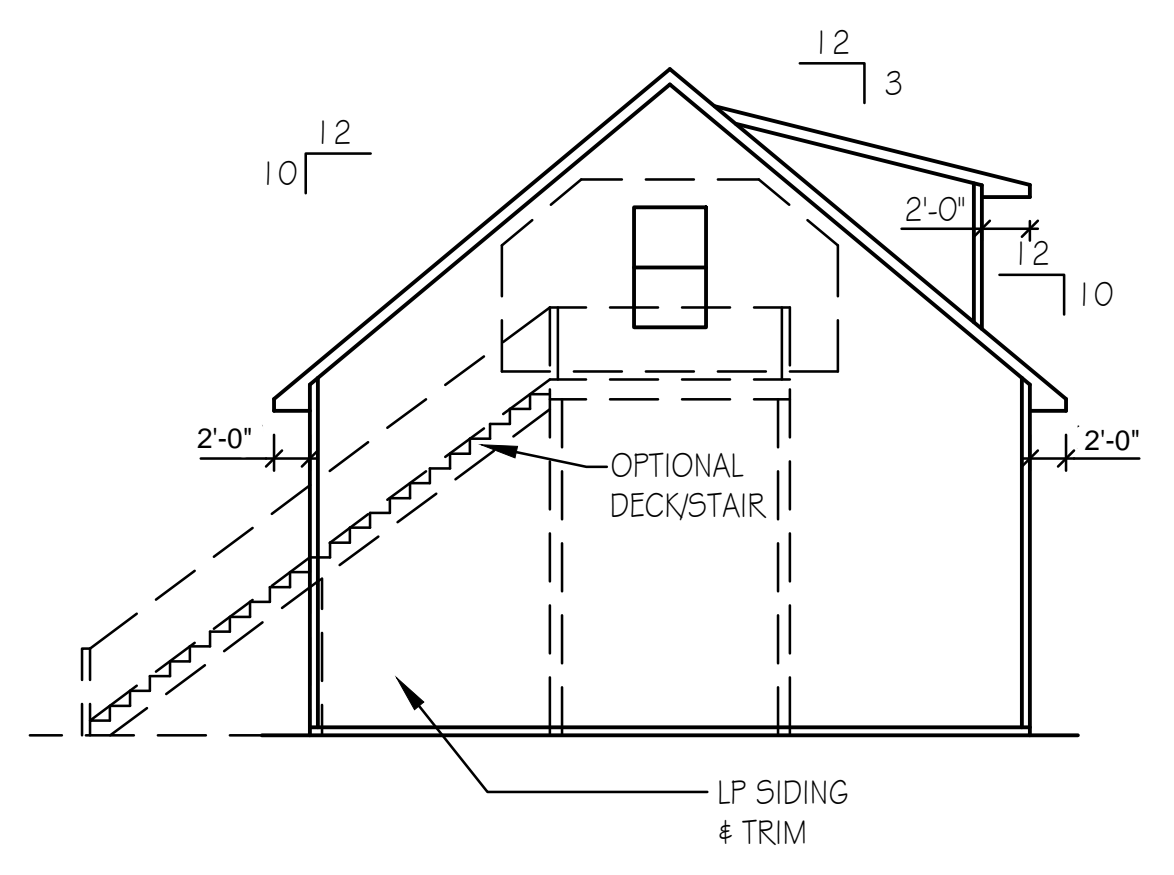 12
3
12
10
2'-0"
12
10
2'-0"
2'-0"
OPTIONAL
DECK/STAIR
LP SIDING
& TRIM